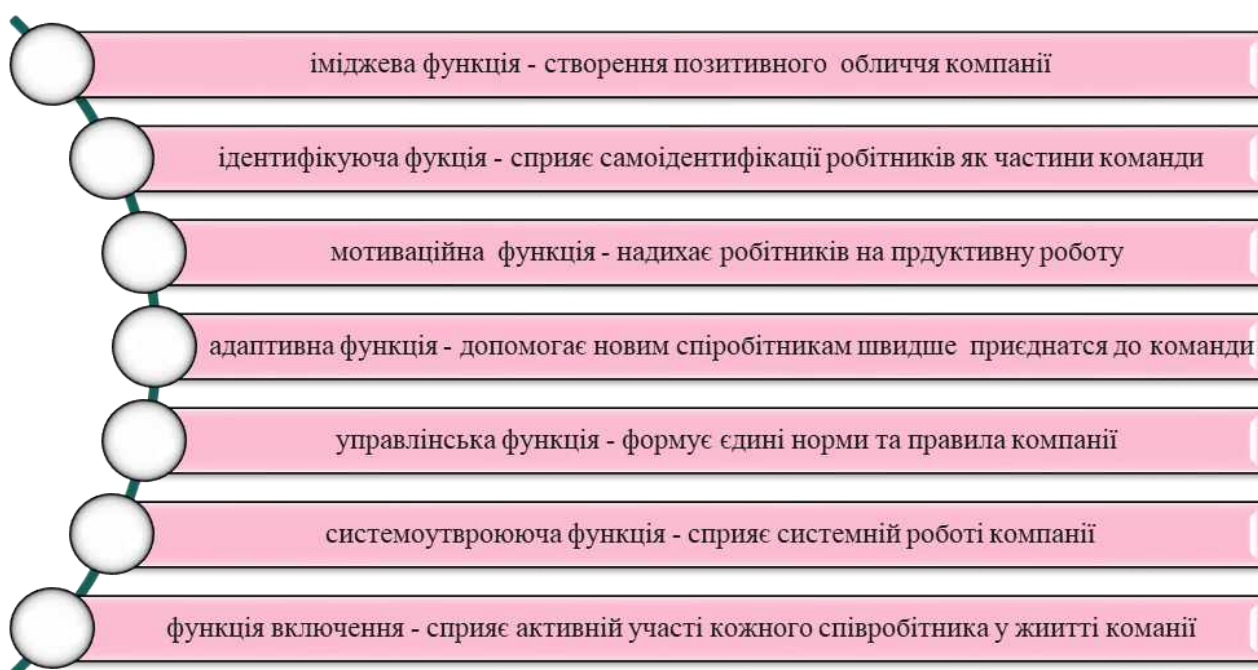 іміджева функція - створення позитивного обличчя компанії
ідентифікуюча фукція - сприяє самоідентифікації робітників як частини команди
мотиваційна функція - надихає робітників на прдуктивну роботу
адаптивна функція - допомогає новим спіробітникам швидше приєднатся до команди
управлінська функція - формує єдині норми та правила компанії
системоутвроююча функція - сприяє системній роботі компанії
функція включення - сприяє активній участі кожного співробітника у жиитті команії